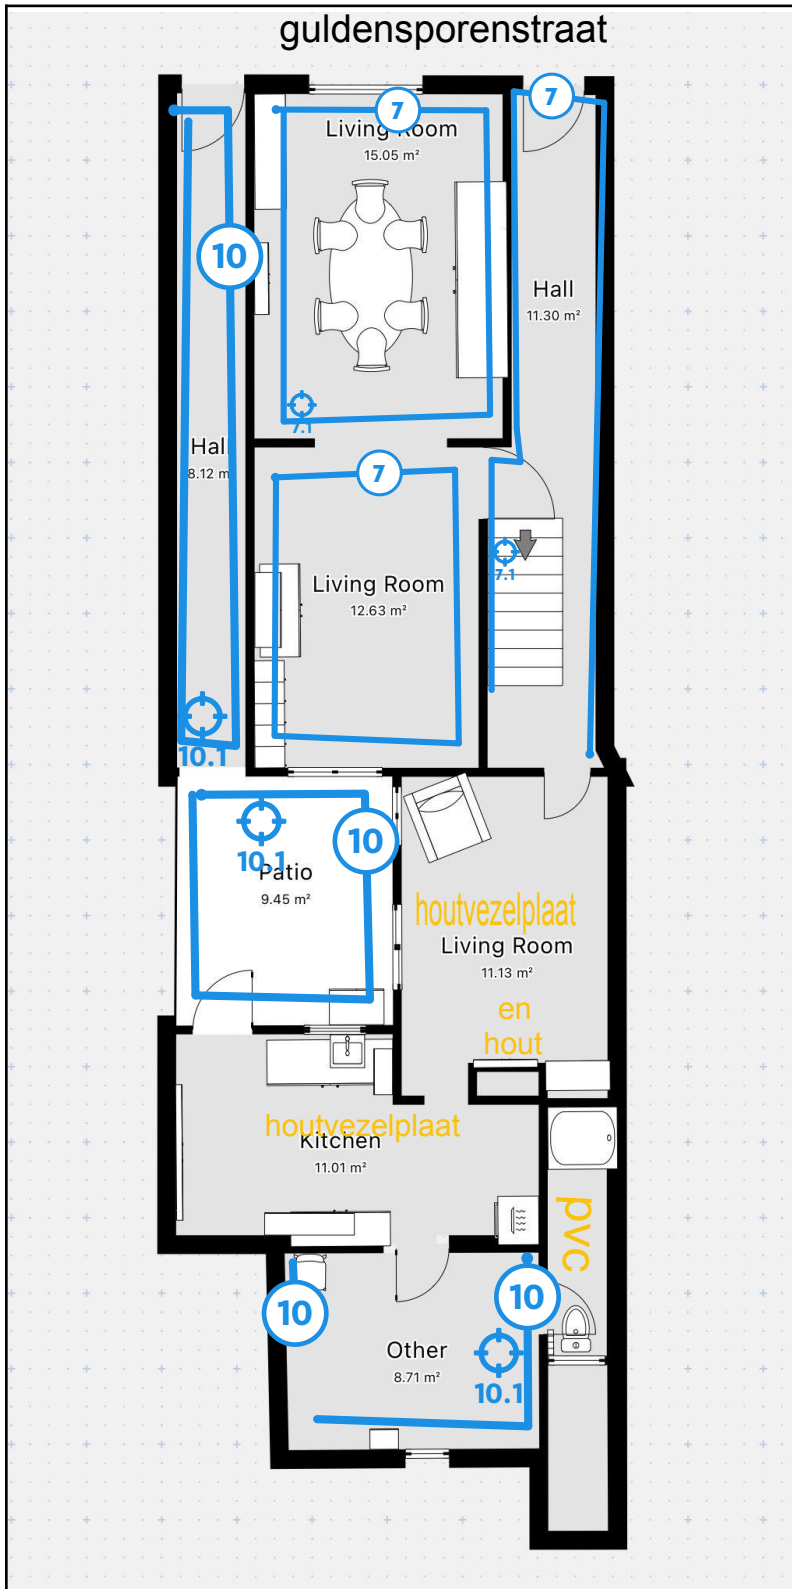 guldensporenstraat
7
7
Living Room
15.05 m²
10
Hall
11.30 m²
7.1
Hall
8.12 m
7
7.1
Living Room
12.63 m²
10.1
10.1
10
Patio
9.45 m²
houtvezelplaat
Living Room
11.13 m²
en
hout
houtvezelplaat
Kitchen
11.01 m²
pvc
10
10
Other
8.71 m²
10.1